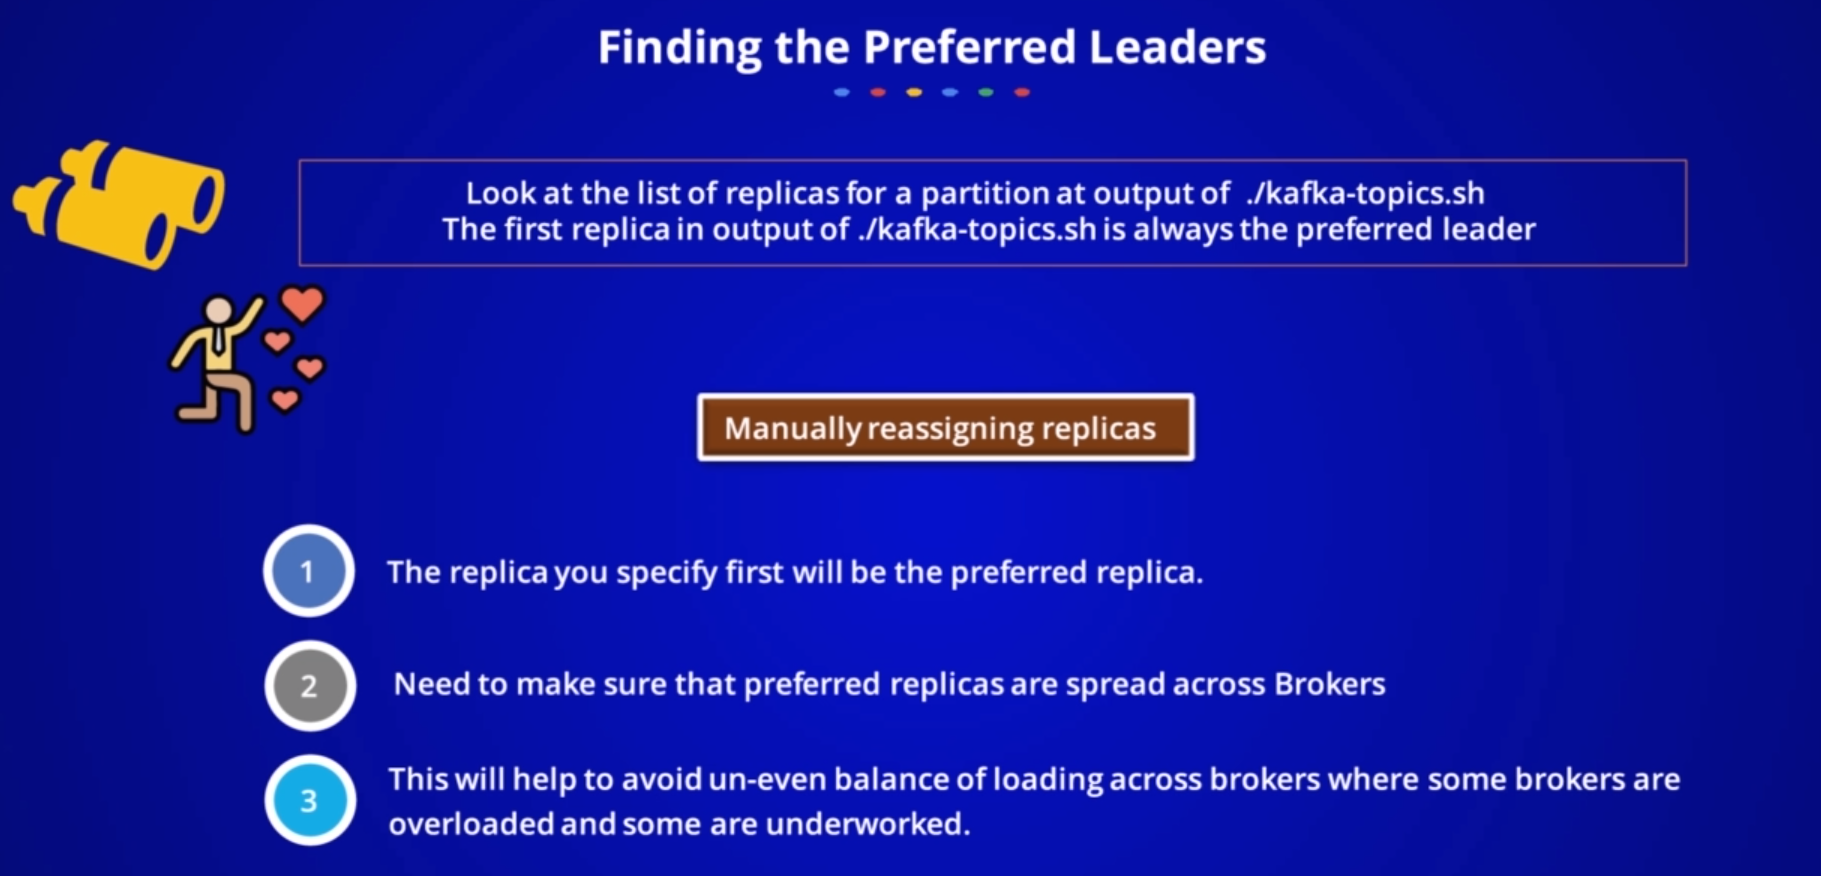 Finding the Preferred Leaders
Look at the list of replicas for a partition at output of ./kafka-topics.sh
The first replica in output of ./kafka-topics.sh is always the preferred leader
Manually reassigning replicas
1
The replica you specify first will be the preferred replica.
2
Need to make sure that preferred replicas are spread across Brokers
3
This will help to avoid un-even balance of loading across brokers where some brokers are
overloaded and some are underworked.